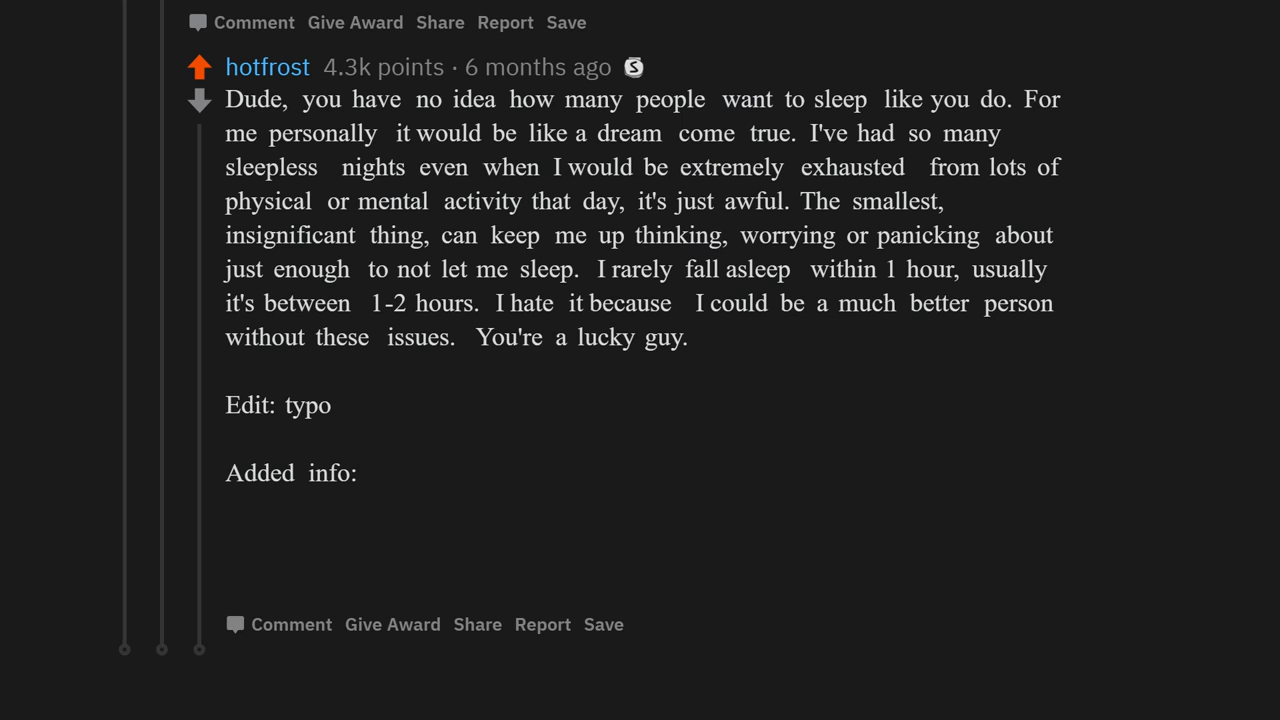 Comment Give Award Share Report Save
hotfrost 4.3k points · 6 months ago S
Dude, you have no idea how many people want to sleep like you do. For
me personally it would be like a dream come true. I've had so many
sleepless nights even when I would be extremely exhausted from lots of
physical or mental activity that day, it's just awful. The smallest,
insignificant thing, can keep me up thinking, worrying or panicking about
just enough to not let me sleep. I rarely fall asleep within 1 hour, usually
it's between 1-2 hours. I hate it because I could be a much better person
without these issues. You're a lucky guy.
Edit: typo
Added info:
Comment Give Award Share Report Save